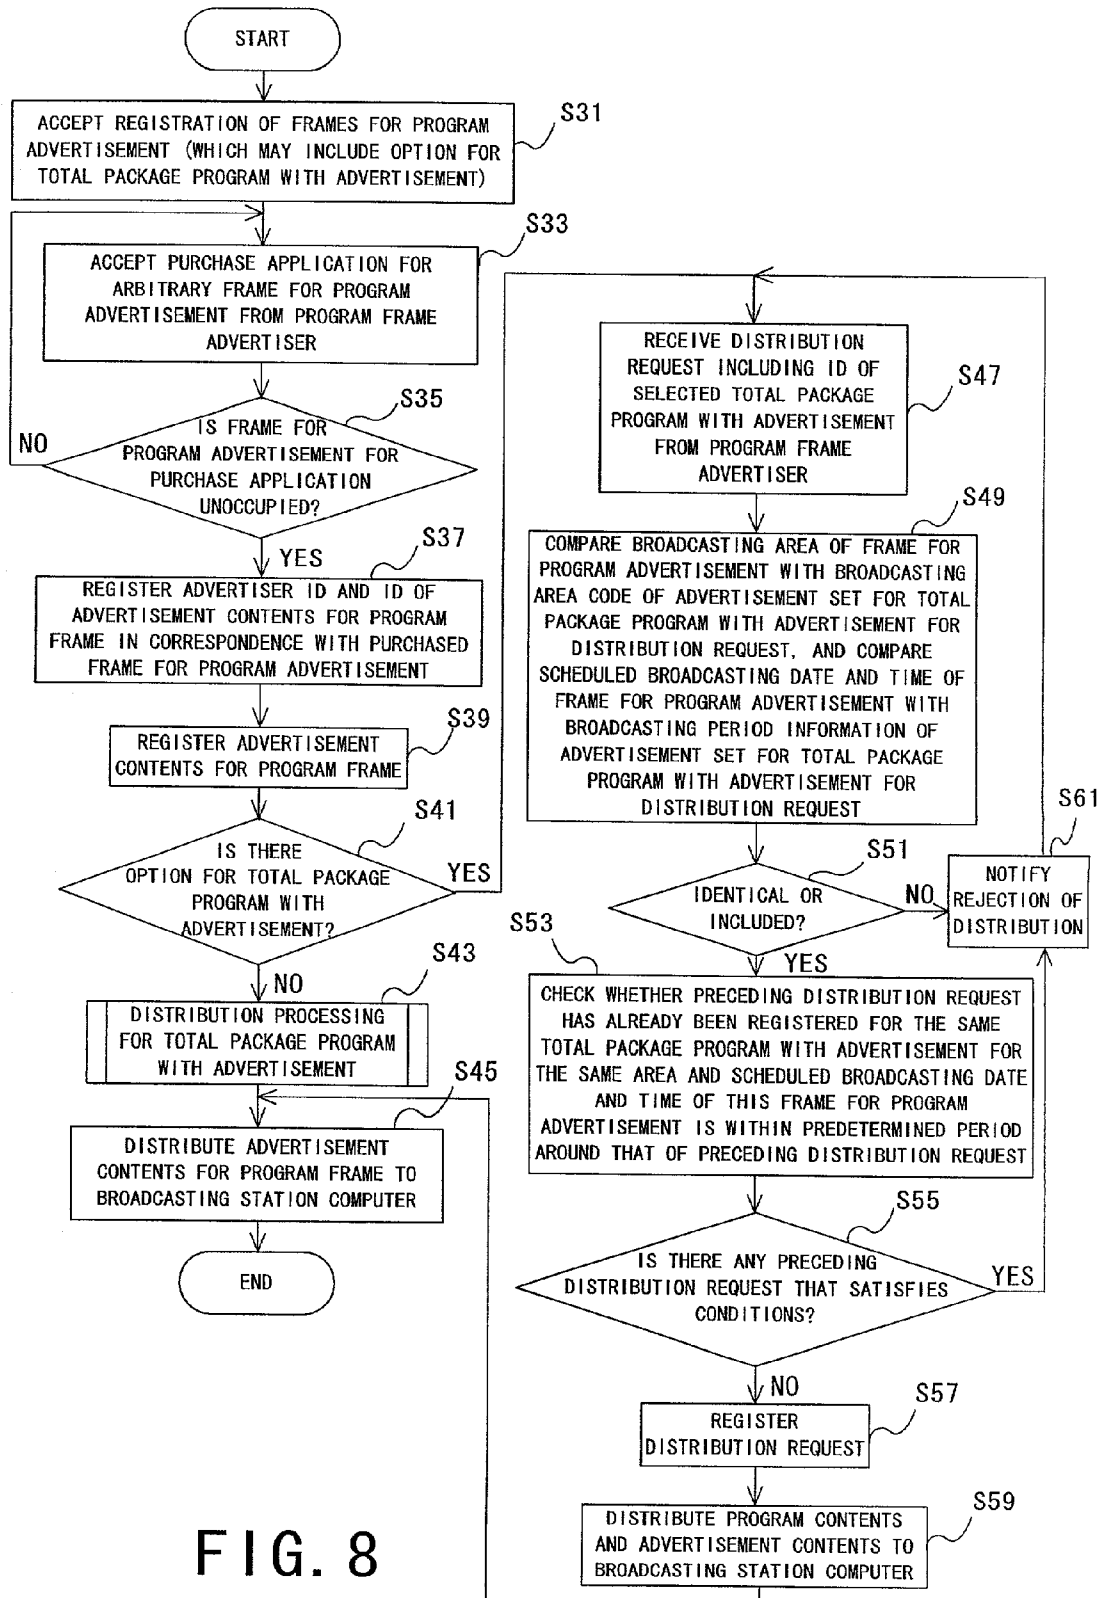 START
S31
ACCEPT REGISTRATION OF FRAMES FOR PROGRAM
ADVERTISEMENT (WHICH MAY INCLUDE OPTION FOR
TOTAL PACKAGE PROGRAM WITH ADVERTISEMENT)
S33
ACCEPT PURCHASE APPLICATION FOR
ARBITRARY FRAME FOR PROGRAM
ADVERTISEMENT FROM PROGRAM FRAME
ADVERTISER
S35
IS FRAME FOR
PROGRAM ADVERTISEMENT FOR
PURCHASE APPLICATION
UNOCCUPIED?
NO
YES
S37
REGISTER ADVERTISER ID AND ID OF
ADVERTISEMENT CONTENTS FOR PROGRAM
FRAME IN CORRESPONDENCE WITH PURCHASED
FRAME FOR PROGRAM ADVERTISEMENT
S39
REGISTER ADVERTISEMENT
CONTENTS FOR PROGRAM FRAME
S41
IS THERE
OPTION FOR TOTAL PACKAGE
PROGRAM WITH
ADVERTISEMENT?
YES
NO
S43
DISTRIBUTION PROCESSING
FOR TOTAL PACKAGE PROGRAM
WITH ADVERTISEMENT
S45
DISTRIBUTE ADVERTISEMENT
CONTENTS FOR PROGRAM FRAME TO
BROADCASTING STATION COMPUTER
END
S47
RECEIVE DISTRIBUTION
REQUEST INCLUDING ID OF
SELECTED TOTAL PACKAGE
PROGRAM WITH ADVERTISEMENT
FROM PROGRAM FRAME
ADVERTISER
S49
COMPARE BROADCASTING AREA OF FRAME FOR
PROGRAM ADVERTISEMENT WITH BROADCASTING
AREA CODE OF ADVERTISEMENT SET FOR TOTAL
PACKAGE PROGRAM WITH ADVERTISEMENT FOR
DISTRIBUTION REQUEST, AND COMPARE
SCHEDULED BROADCASTING DATE AND TIME OF
FRAME FOR PROGRAM ADVERTISEMENT WITH
BROADCASTING PERIOD INFORMATION OF
ADVERTISEMENT SET FOR TOTAL PACKAGE
PROGRAM WITH ADVERTISEMENT FOR
DISTRIBUTION REQUEST
S51
IDENTICAL OR
INCLUDED?
NO
YES
S61
NOTIFY
REJECTION OF
DISTRIBUTION
S53
CHECK WHETHER PRECEDING DISTRIBUTION REQUEST
HAS ALREADY BEEN REGISTERED FOR THE SAME
TOTAL PACKAGE PROGRAM WITH ADVERTISEMENT FOR
THE SAME AREA AND SCHEDULED BROADCASTING DATE
AND TIME OF THIS FRAME FOR PROGRAM
ADVERTISEMENT IS WITHIN PREDETERMINED PERIOD
AROUND THAT OF PRECEDING DISTRIBUTION REQUEST
S55
IS THERE ANY PRECEDING
DISTRIBUTION REQUEST THAT SATISFIES
CONDITIONS?
YES
NO
S57
REGISTER
DISTRIBUTION REQUEST
S59
DISTRIBUTE PROGRAM CONTENTS
AND ADVERTISEMENT CONTENTS TO
BROADCASTING STATION COMPUTER
FIG. 8